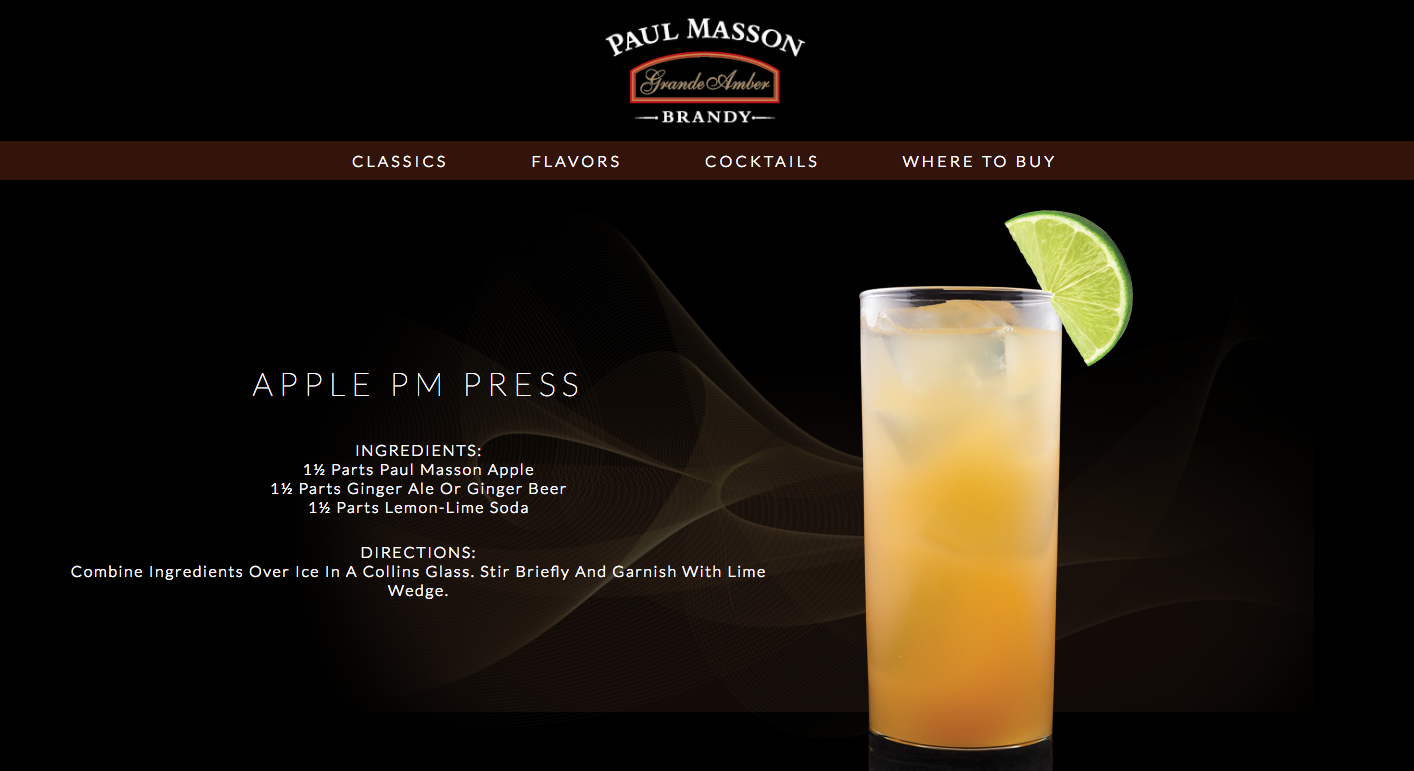 PAUL MASSON
Grande Amber
BRANDY
CLASSICS FLAVORS COCKTAILS WHERE TO BUY
APPLE PM PRESS
INGREDIENTS:
1½ Parts Paul Masson Apple
1½ Parts Ginger Ale Or Ginger Beer
1½ Parts Lemon-Lime Soda
DIRECTIONS:
Combine Ingredients Over Ice In A Collins Glass. Stir Briefly And Garnish With Lime
Wedge.